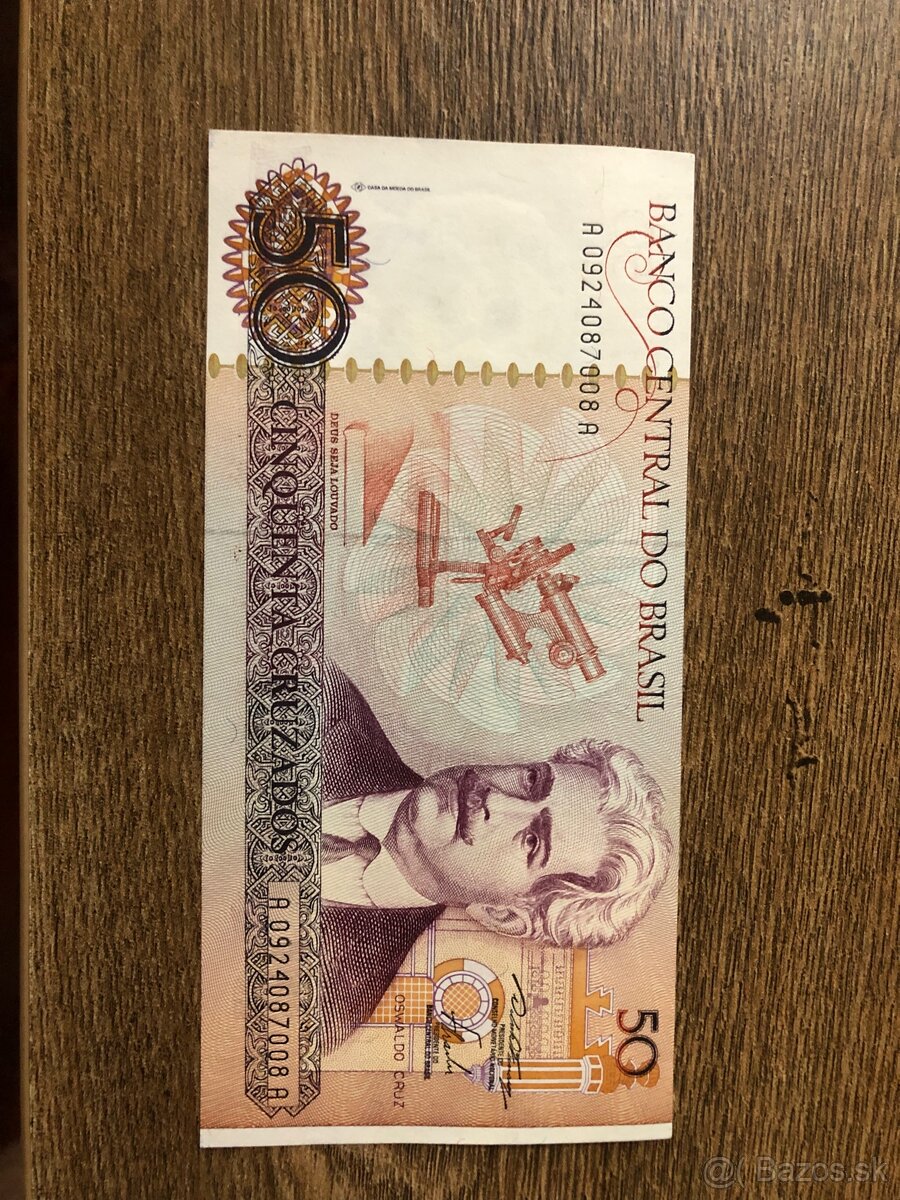 BANCO CENTRAL DO BRASIL
A 0924087008 A
50
CASA DA MOEDA DO BRASIL
50
DEUS SEJA LOUVADO
CINQUENTA CRUZADOS
A 0924087008 A
OSWALDO CRUZ
@( Bazos.sk